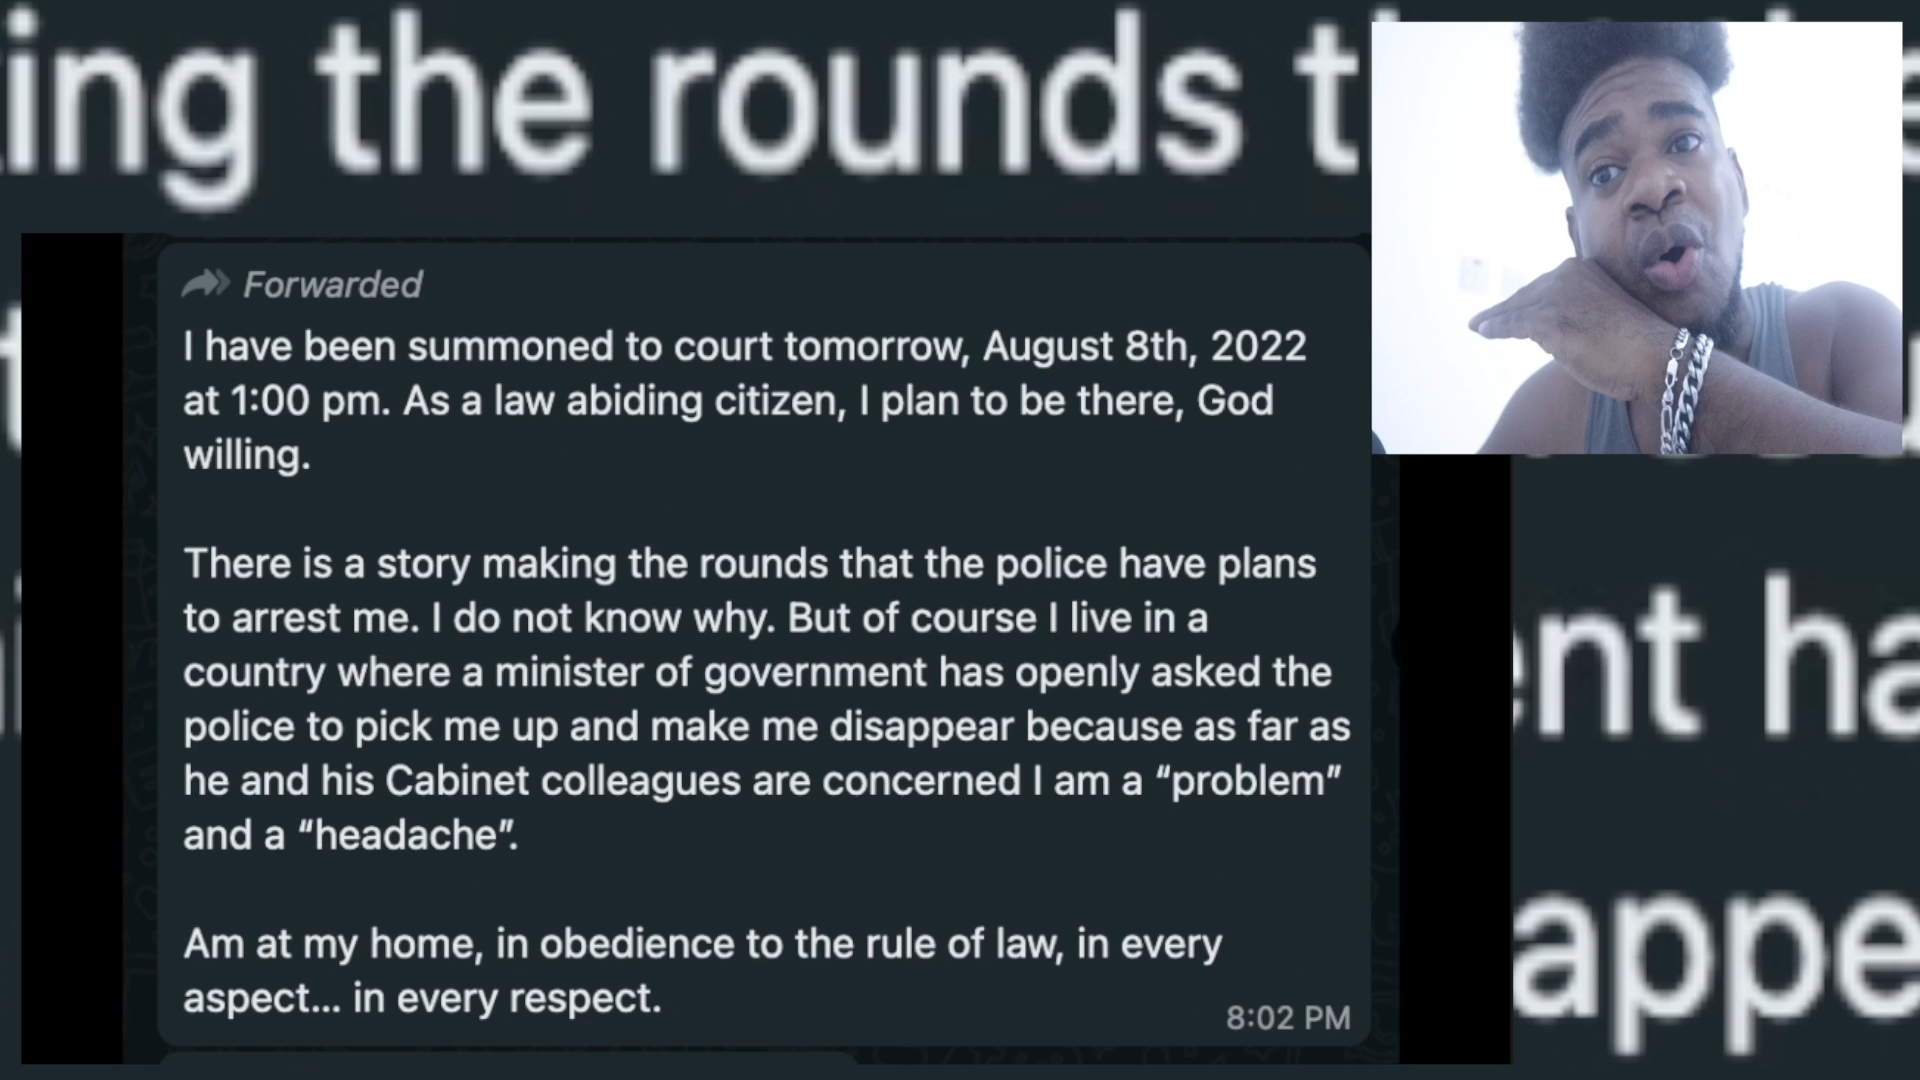 ing the rounds t
Forwarded
I have been summoned to court tomorrow, August 8th, 2022
at 1:00 pm. As a law abiding citizen, I plan to be there, God
willing.
There is a story making the rounds that the police have plans
to arrest me. I do not know why. But of course I live in a
country where a minister of government has openly asked the
police to pick me up and make me disappear because as far as
he and his Cabinet colleagues are concerned I am a “problem”
and a “headache”.
Am at my home, in obedience to the rule of law, in every
aspect... in every respect.
8:02 PM
ent ha
appe